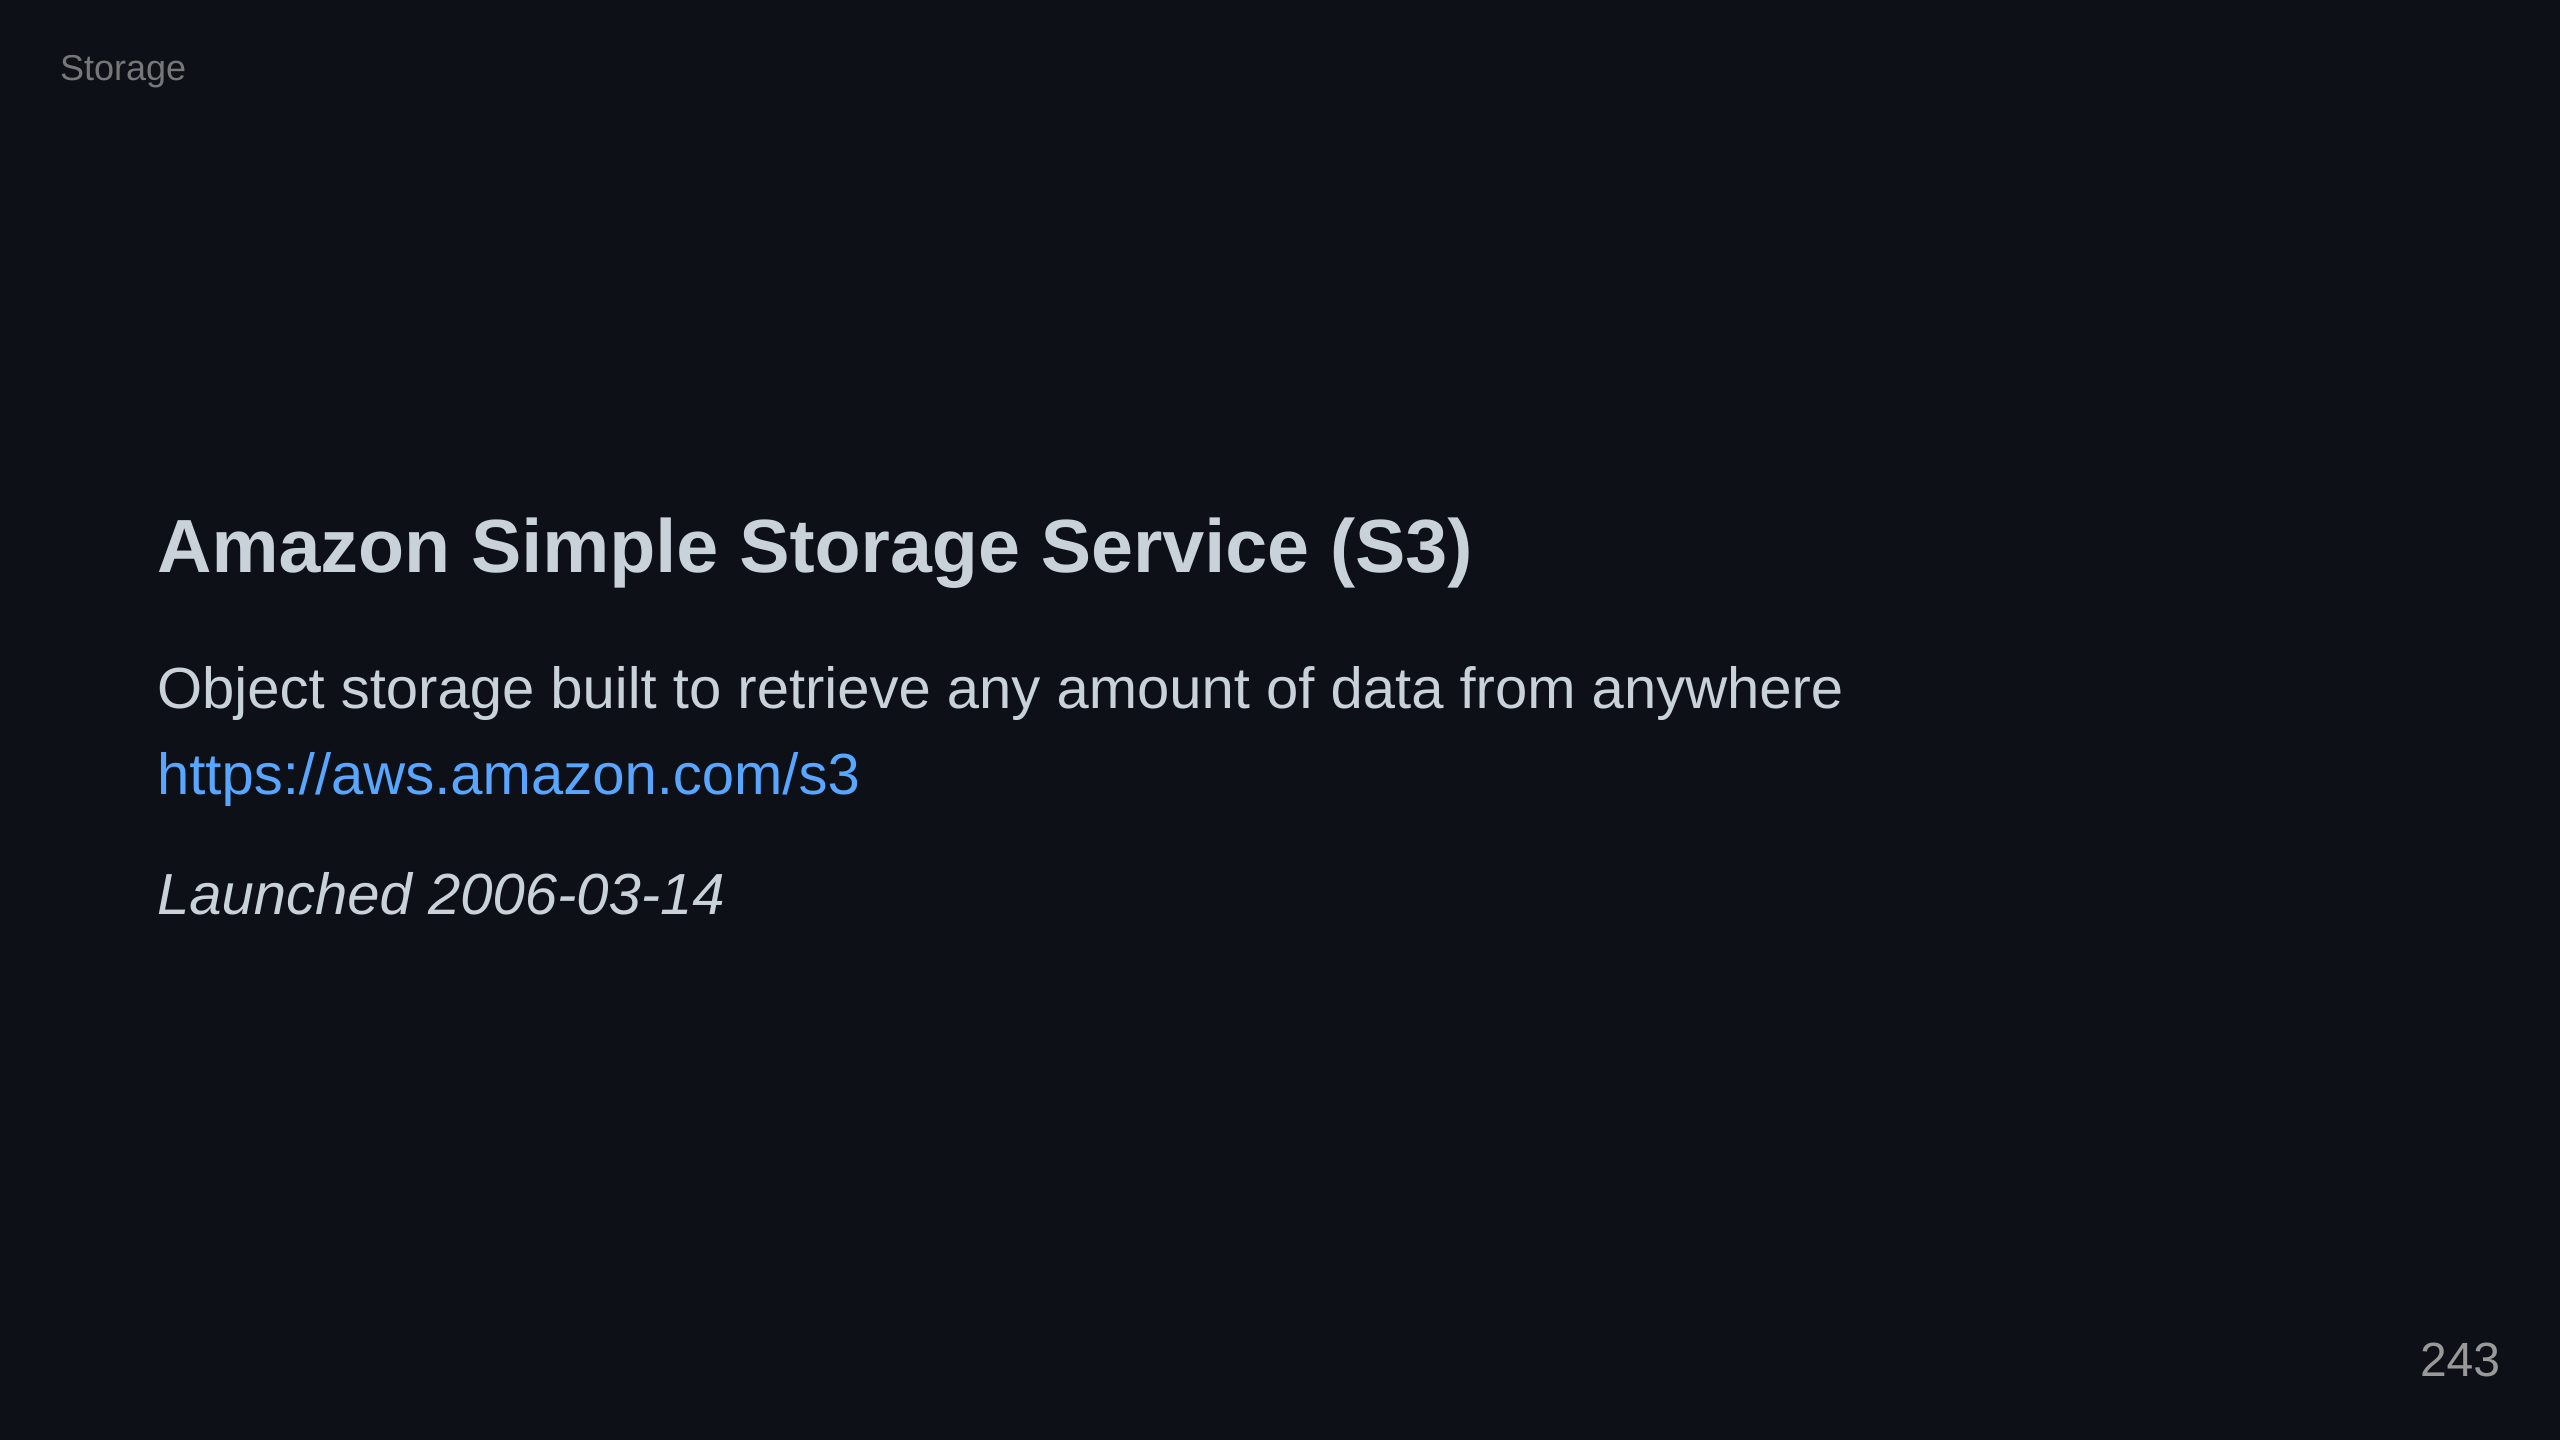 Storage
Amazon Simple Storage Service (S3)
Object storage built to retrieve any amount of data from anywhere
https://aws.amazon.com/s3
Launched 2006-03-14
243